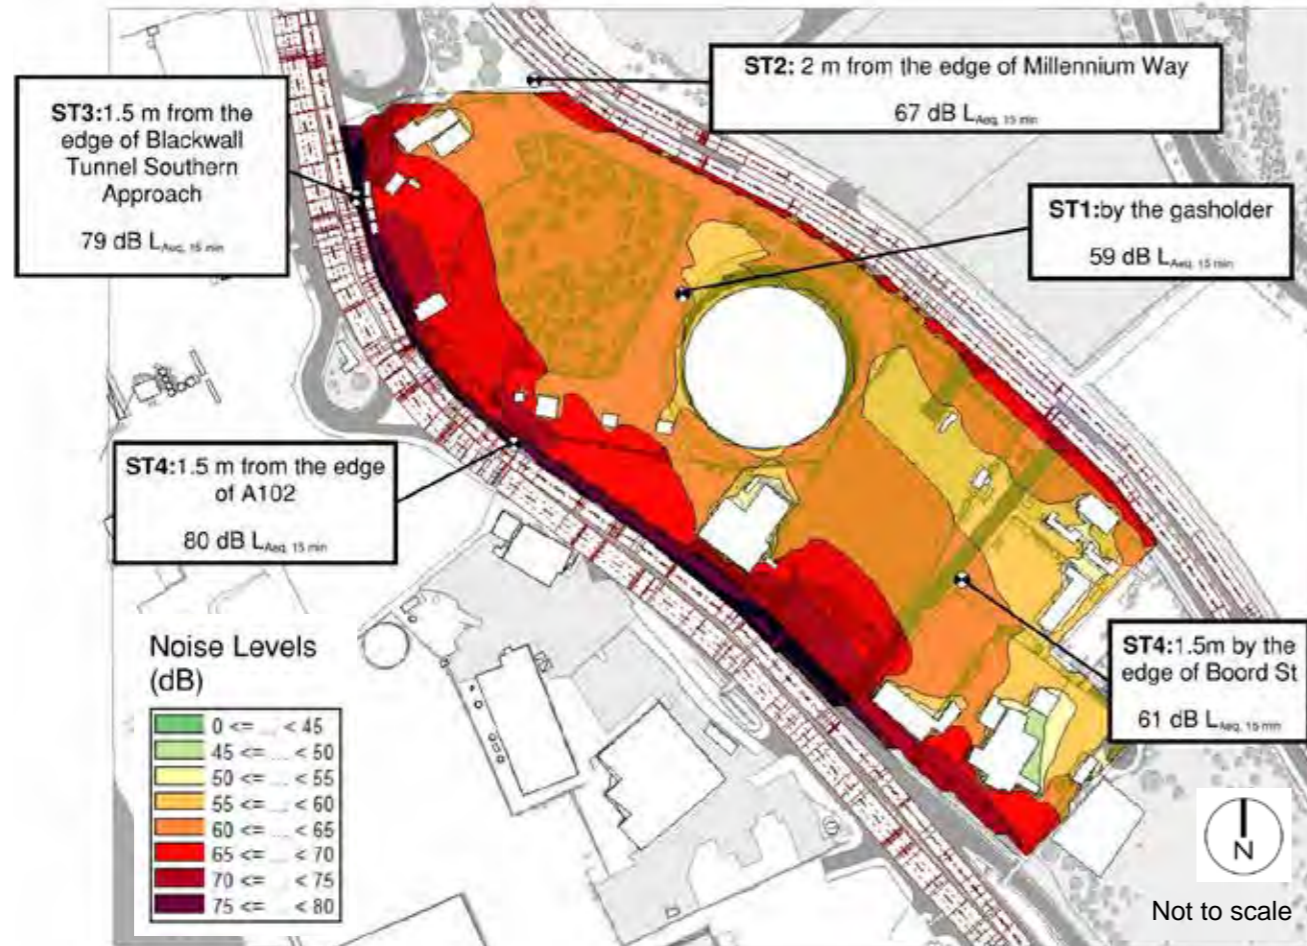 ST2: 2 m from the edge of Millennium Way
67 dB LAeq, 15 min
ST3:1.5 m from the
edge of Blackwall
Tunnel Southern
Approach
79 dB LAeq, 15 min
ST1:by the gasholder
59 dB LAeq, 15 min
ST4:1.5 m from the edge
of A102
80 dB LAeq, 15 min
ST4:1.5m by the
edge of Boord St
61 dB LAeq, 15 min
Noise Levels
(dB)
0 <= ... < 45
45 <= ... < 50
50 <= ... < 55
55 <= ... < 60
60 <= ... < 65
65 <= ... < 70
70 <= ... < 75
75 <= ... < 80
N
Not to scale